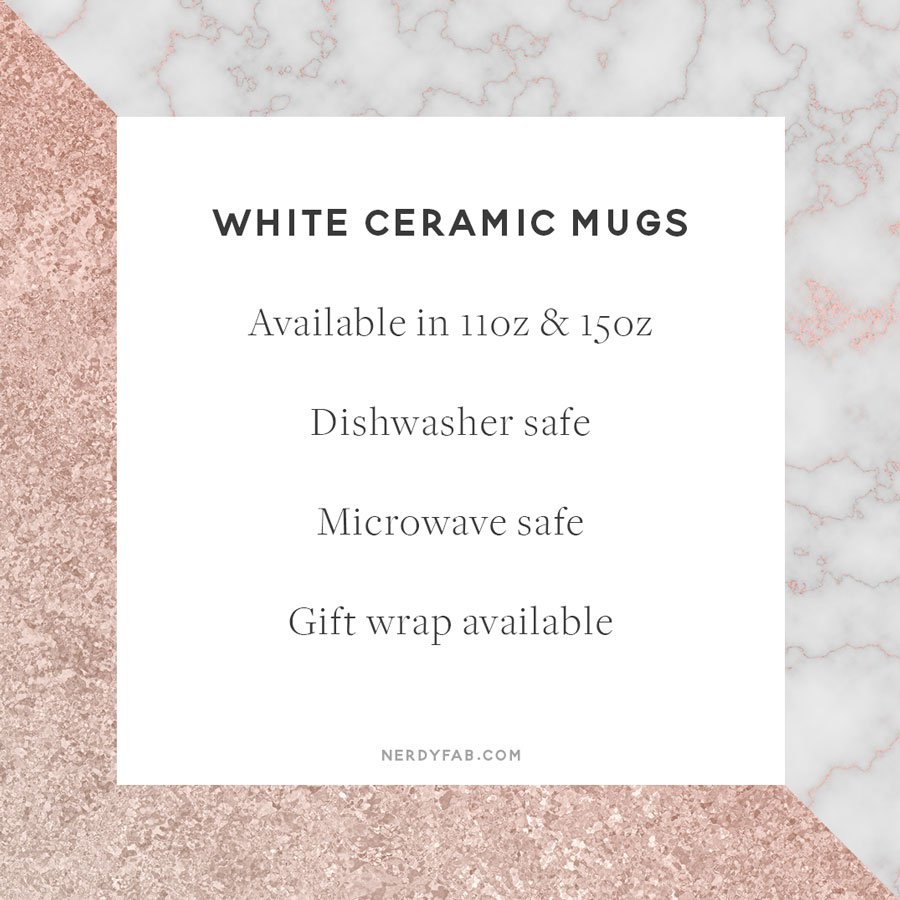 WHITE CERAMIC MUGS
Available in 11oz & 15oz
Dishwasher safe
Microwave safe
Gift wrap available
NERDYFAB.COM